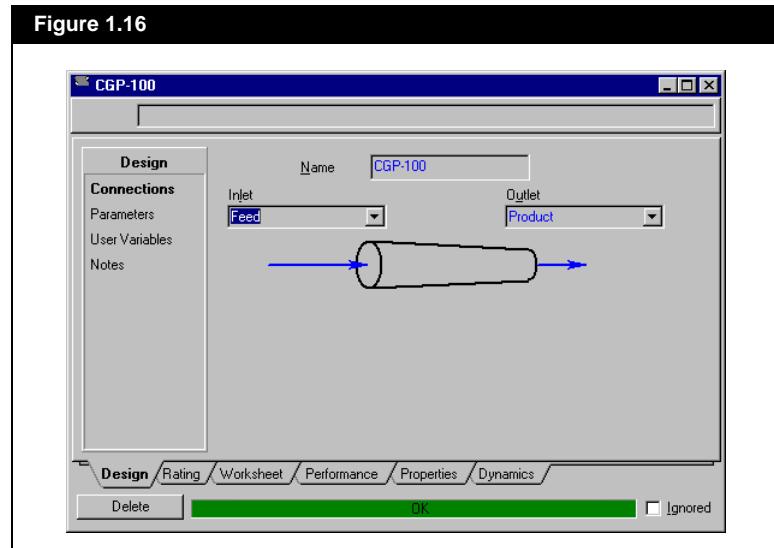 Figure 1.16
CGP-100
Design
Connections
Parameters
User Variables
Notes
Name CGP-100
Inlet Outlet
Feed Product
Design Rating Worksheet Performance Properties Dynamics
Delete OK Ignored